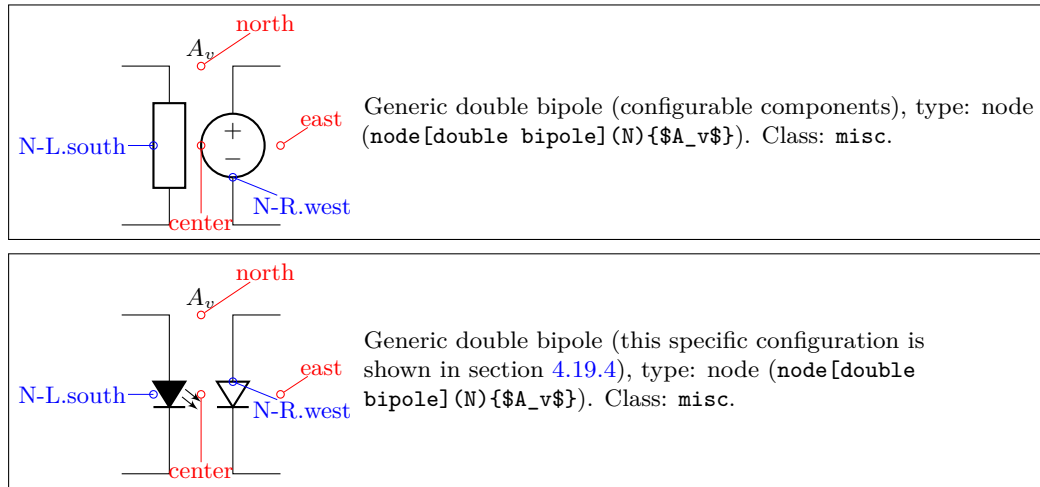 north
A_v
Generic double bipole (configurable components), type: node
east
(node[double bipole](N){$A_v$}). Class: misc.
N-L.south
+
−
N-R.west
center
north
A_v
Generic double bipole (this specific configuration is
shown in section 4.19.4), type: node (node[double
east
N-L.south
bipole](N){$A_v$}). Class: misc.
N-R.west
center